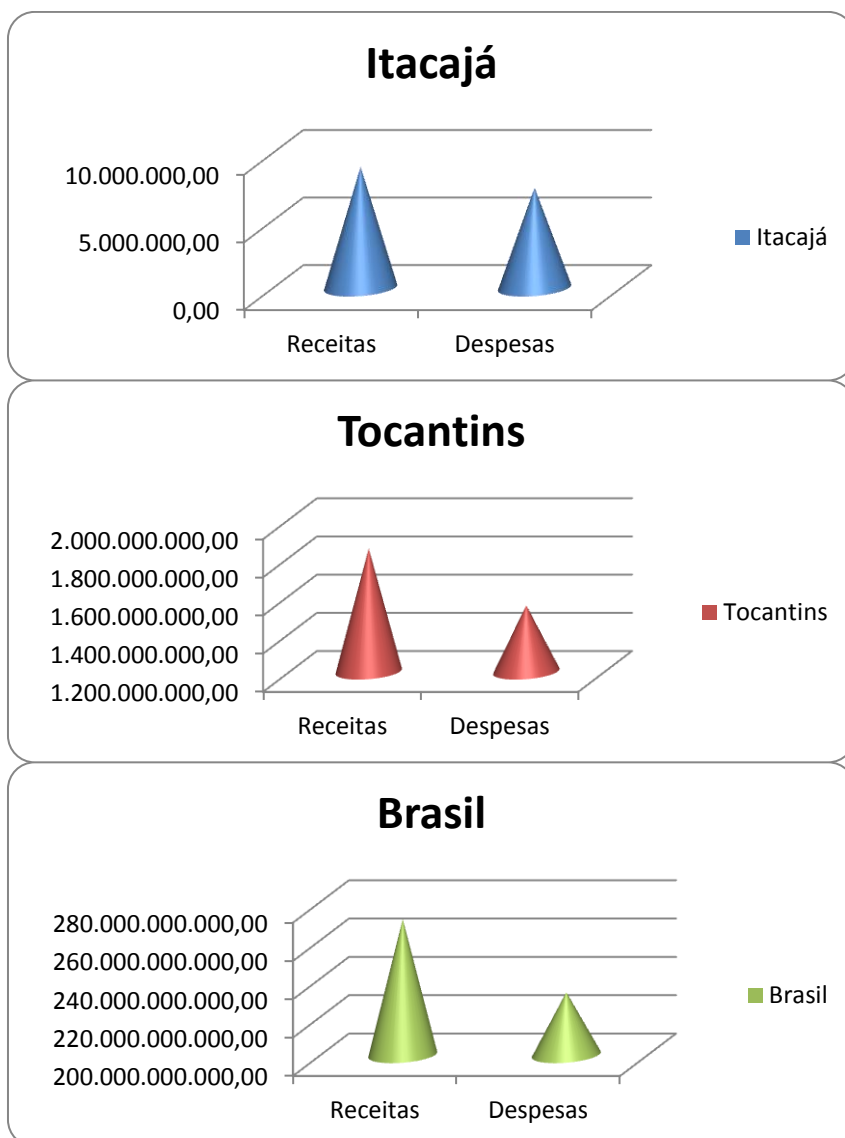 Itacajá
10.000.000,00
5.000.000,00
0,00
Receitas Despesas
Itacajá
Tocantins
2.000.000.000,00
1.800.000.000,00
1.600.000.000,00
1.400.000.000,00
1.200.000.000,00
Receitas Despesas
Tocantins
Brasil
280.000.000.000,00
260.000.000.000,00
240.000.000.000,00
220.000.000.000,00
200.000.000.000,00
Receitas Despesas
Brasil